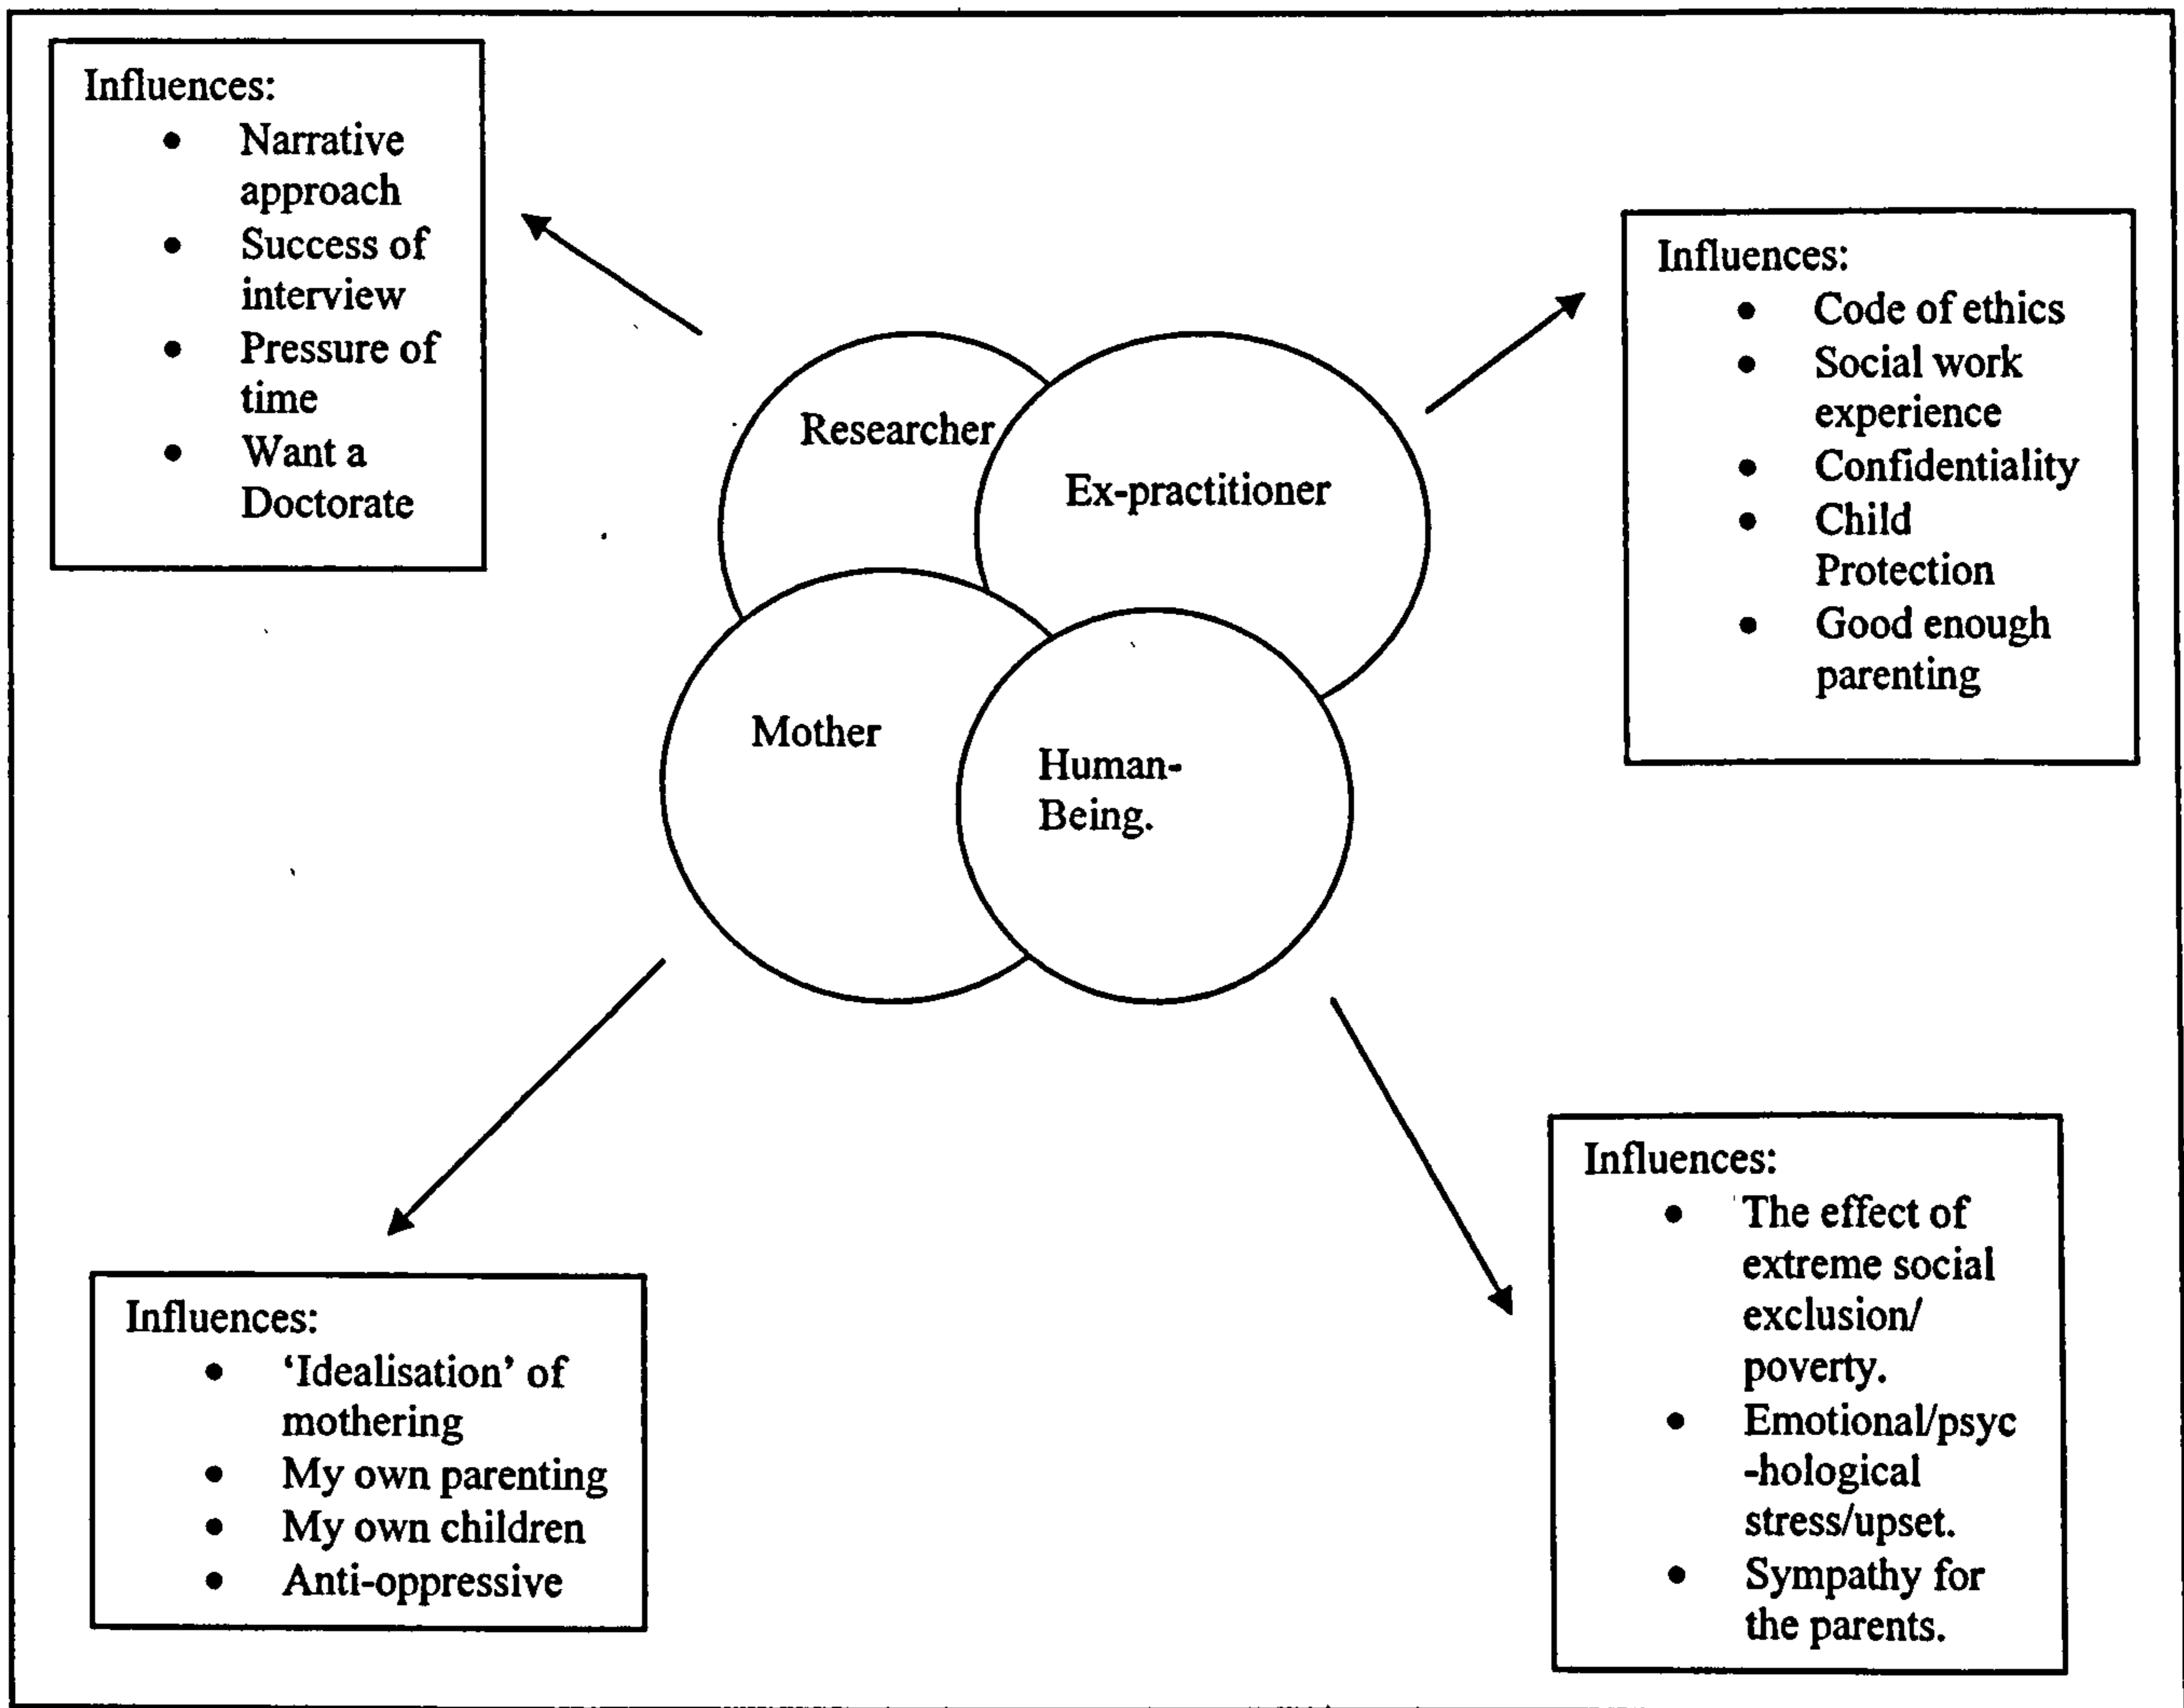 Influences:
• Narrative
approach
• Success of
interview
• Pressure of
time
• Want a
Doctorate
Influences:
• Code of ethics
• Social work
experience
• Confidentiality
• Child
Protection
• Good enough
parenting
Researcher
Ex-practitioner
Mother
Human-
Being.
Influences:
• ‘Idealisation’ of
mothering
• My own parenting
• My own children
• Anti-oppressive
Influences:
• The effect of
extreme social
exclusion/
poverty.
• Emotional/psyc
-hological
stress/upset.
• Sympathy for
the parents.